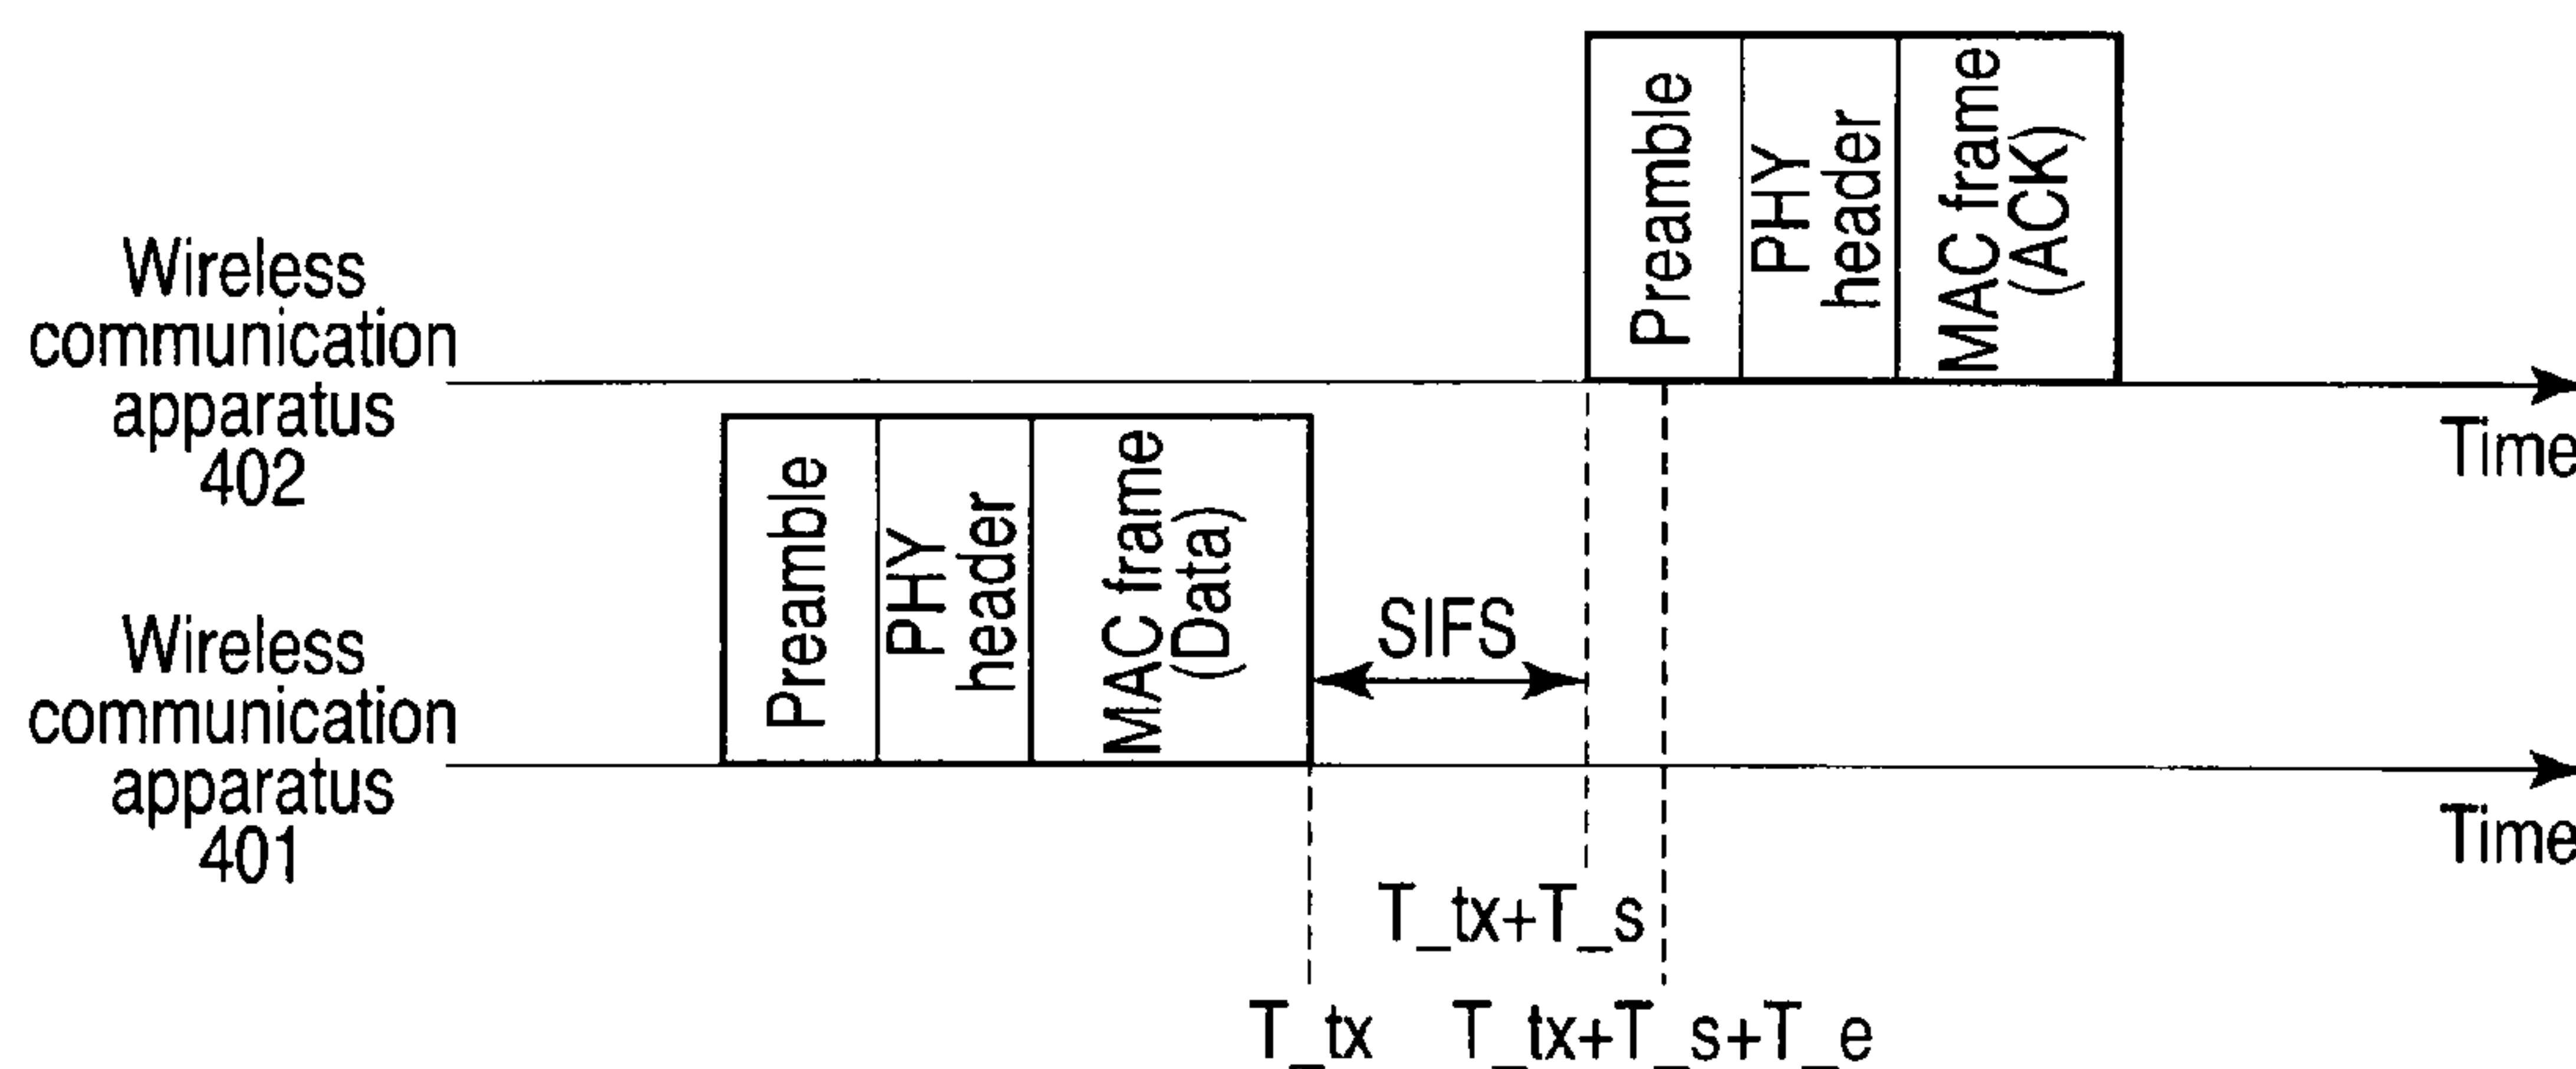 Preamble
PHY
header
MAC frame
(ACK)
Wireless
communication
apparatus
402
Time
Preamble
PHY
header
MAC frame
(Data)
SIFS
Wireless
communication
apparatus
401
Time
T_tx+T_s
T_tx
T_tx+T_s+T_e